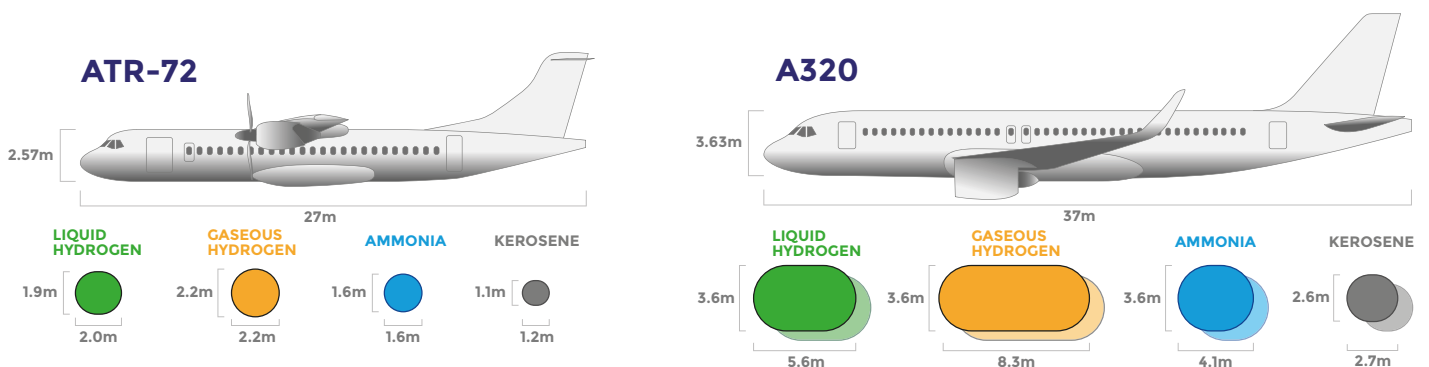 ATR-72
2.57m
27m
LIQUID
HYDROGEN
GASEOUS
HYDROGEN
AMMONIA
KEROSENE
1.9m
2.2m
1.6m
1.1m
2.0m
2.2m
1.6m
1.2m
A320
3.63m
37m
LIQUID
HYDROGEN
GASEOUS
HYDROGEN
AMMONIA
KEROSENE
3.6m
3.6m
3.6m
2.6m
5.6m
8.3m
4.1m
2.7m